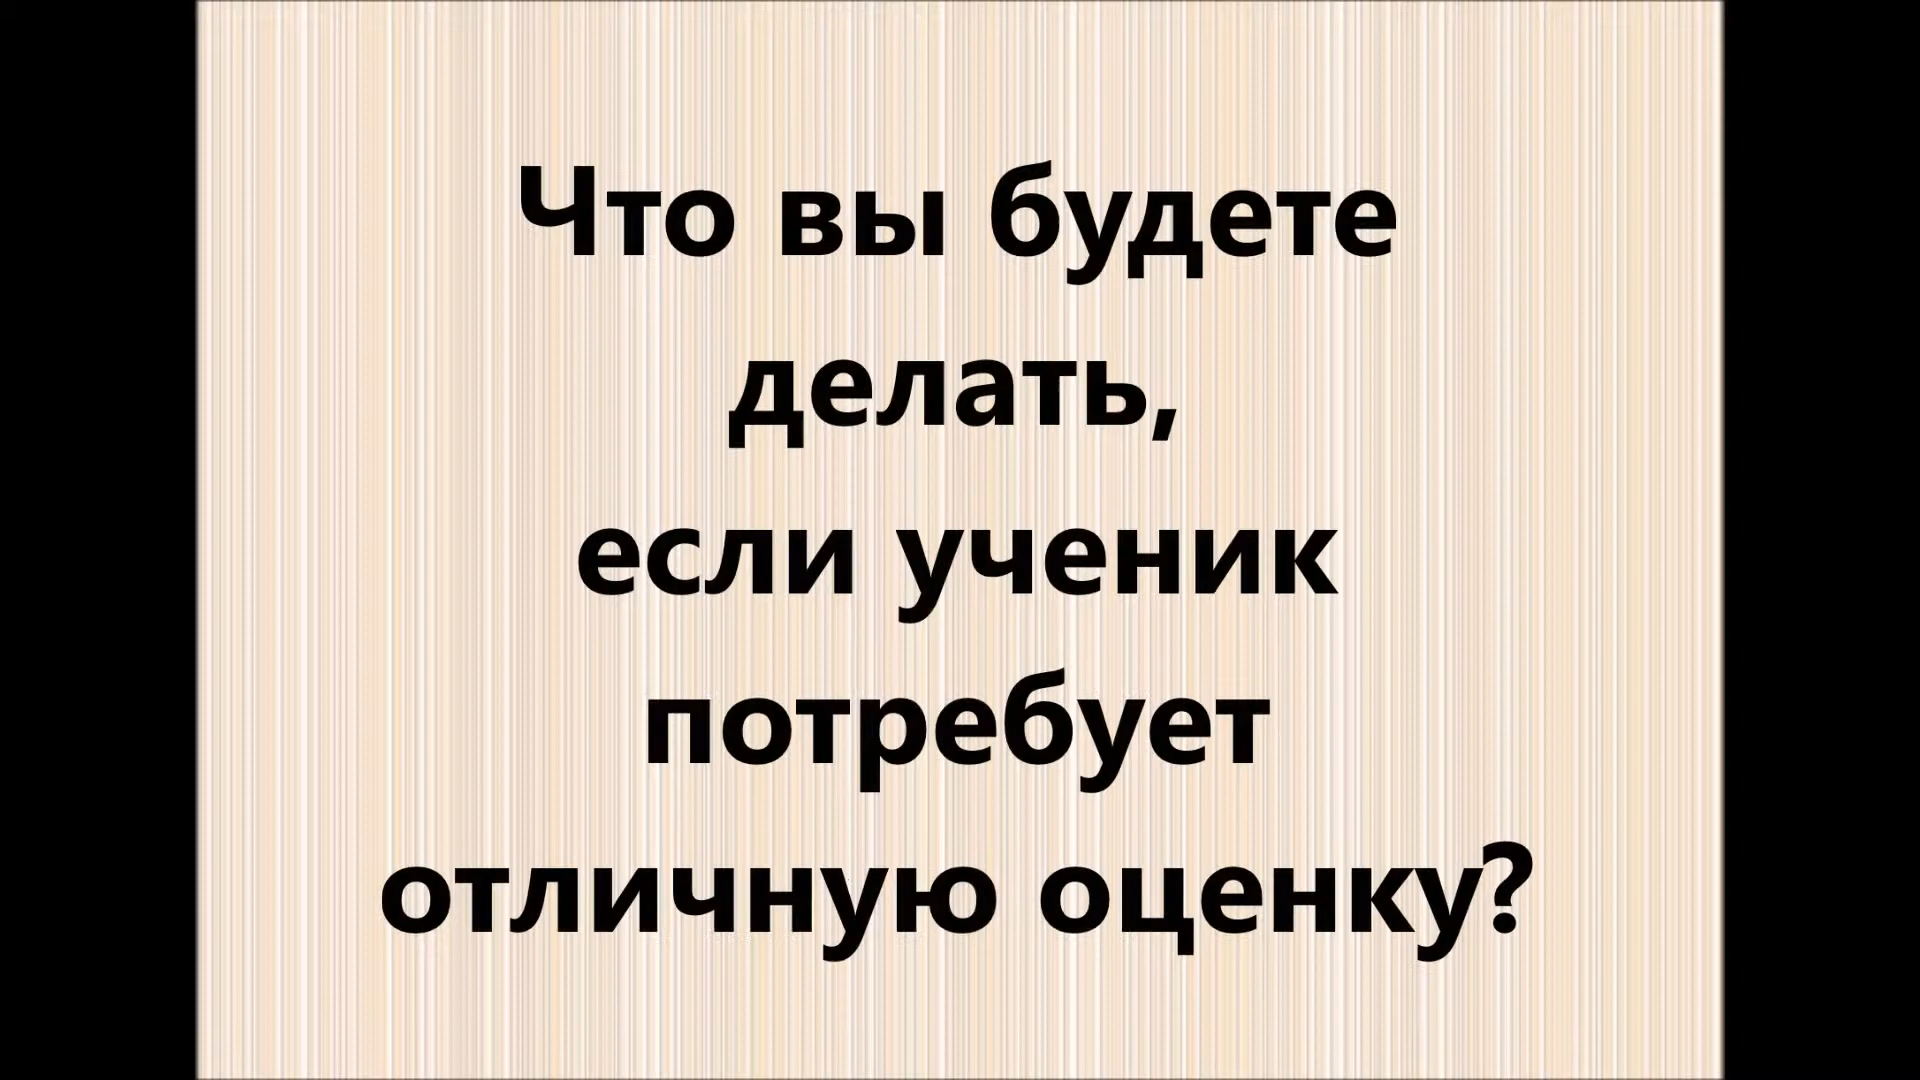 Что вы будете
делать,
если ученик
потребует
отличную оценку?